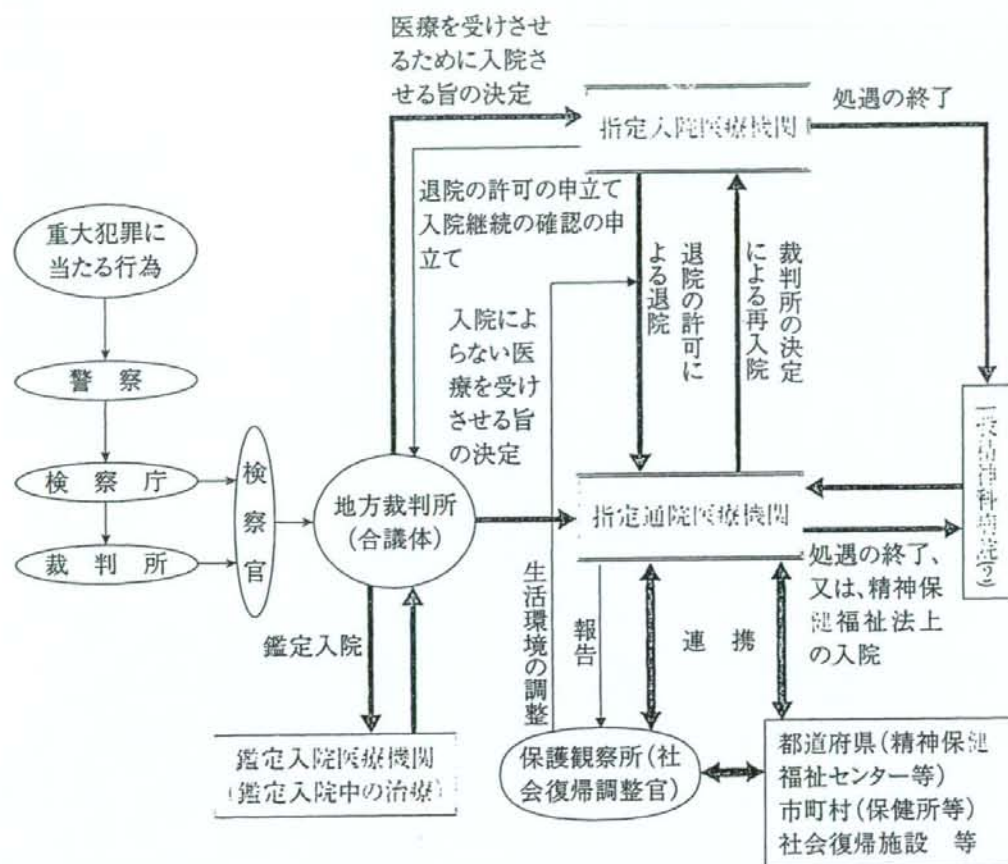 医療を受けさせ
るために入院さ
せる旨の決定
指定入院医療機関
処遇の終了
退院の許可の申立て
入院継続の確認の申
立て
重大犯罪に
当たる行為
退院の許可に
よる退院
裁判所の決定
による再入院
入院によ
らない医
療を受け
させる旨
の決定
警察
検察庁
裁判所
検察官
地方裁判所
(合議体)
指定通院医療機関
一般精神科病院
処遇の終了、
又は、精神保
健福祉法上
の入院
鑑定入院
生活環境の調整
報告
連携
鑑定入院医療機関
(鑑定入院中の治療)
保護観察所(社
会復帰調整官)
都道府県(精神保健
福祉センター等)
市町村(保健所等)
社会復帰施設 等